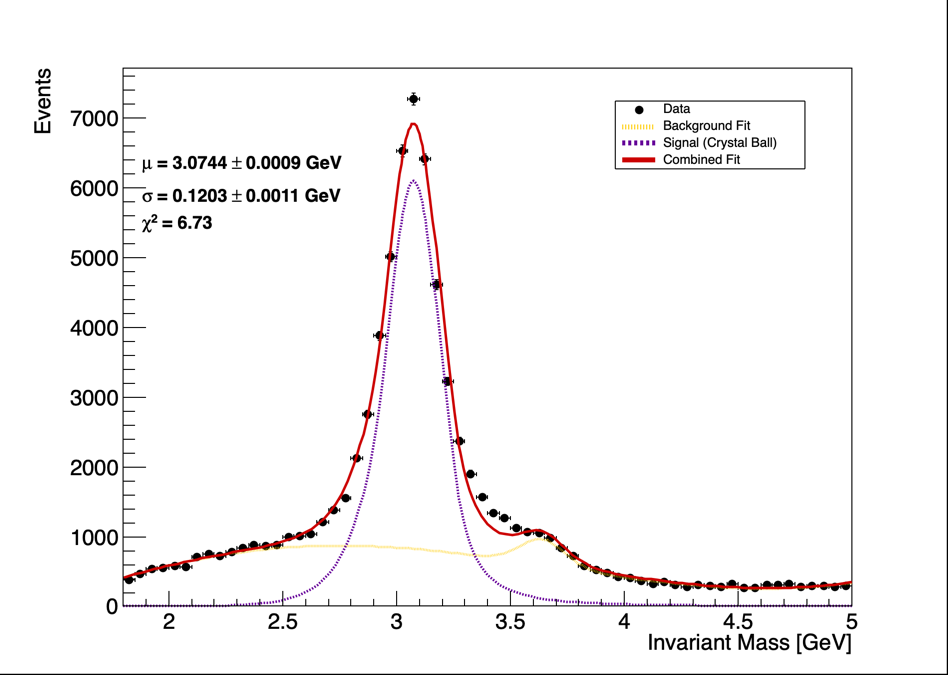 Events
7000
6000
5000
4000
3000
2000
1000
0
μ = 3.0744 ± 0.0009 GeV
σ = 0.1203 ± 0.0011 GeV
χ² = 6.73
Data
Background Fit
Signal (Crystal Ball)
Combined Fit
2 2.5 3 3.5 4 4.5 5
Invariant Mass [GeV]